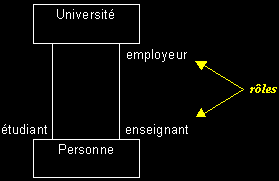 Université
employeur
rôles
étudiant
enseignant
Personne